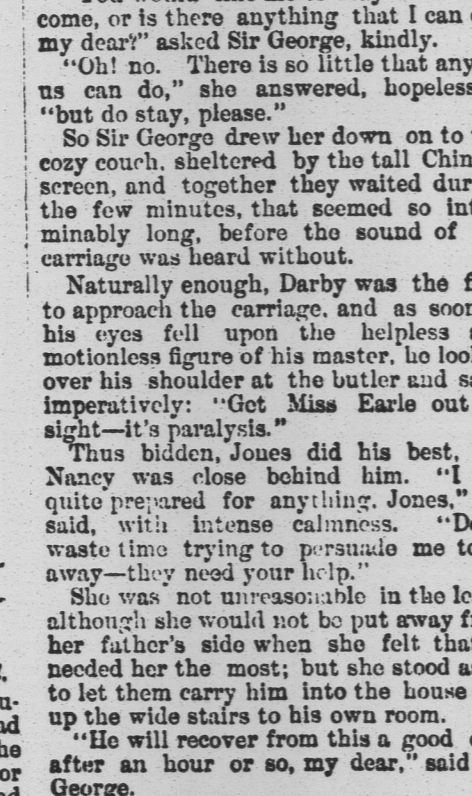 come, or is there anything that I can
my dear?" asked Sir George, kindly.
"Oh! no. There is so little that any
us can do," she answered, hopeless
"but do stay, please."
So Sir George drew her down on to
cozy couch, sheltered by the tall Chin
screen, and together they waited dur
the few minutes, that seemed so int
minably long, before the sound of
carriage was heard without.
Naturally enough, Darby was the f
to approach the carriage, and as soon
his eyes fell upon the helpless
motionless figure of his master, he loo
over his shoulder at the butler and sa
imperatively: "Get Miss Earle out
sight—it's paralysis."
Thus bidden, Jones did his best,
Nancy was close behind him. "I
quite prepared for anything, Jones,"
said, with intense calmness. "Do
waste time trying to persuade me to
away—they need your help."
She was not unreasonable in the le
although she would not be put away fr
her father's side when she felt that
needed her the most; but she stood a
to let them carry him into the house
up the wide stairs to his own room.
"He will recover from this a good
after an hour or so, my dear," said
George.